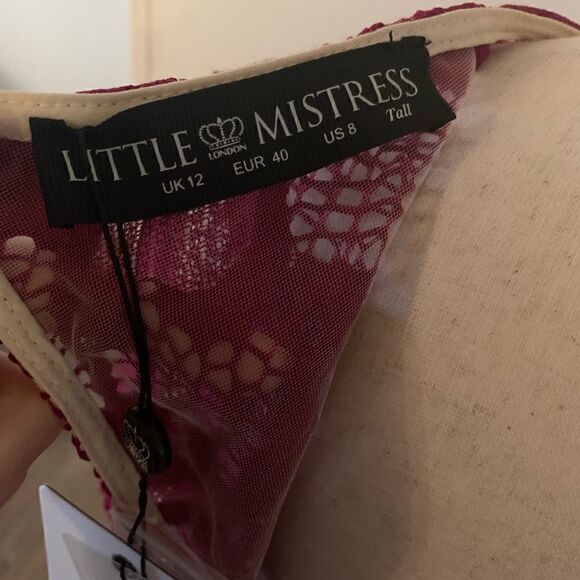 LITTLE MISTRESS
LONDON
UK 12 EUR 40 US 8 Tall